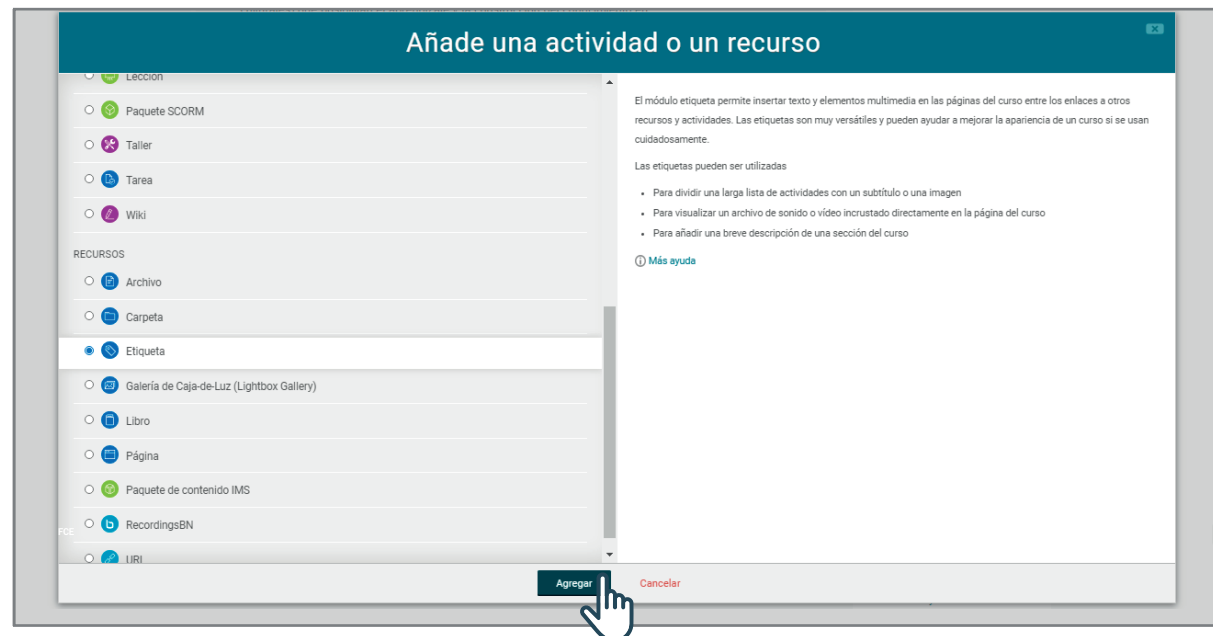 Añade una actividad o un recurso
Lección
Paquete SCORM
Taller
Tarea
Wiki
RECURSOS
Archivo
Carpeta
Etiqueta
Galería de Caja-de-Luz (Lightbox Gallery)
Libro
Página
Paquete de contenido IMS
RecordingsBN
URL
FCE
El módulo etiqueta permite insertar texto y elementos multimedia en las páginas del curso entre los enlaces a otros
recursos y actividades. Las etiquetas son muy versátiles y pueden ayudar a mejorar la apariencia de un curso si se usan
cuidadosamente.
Las etiquetas pueden ser utilizadas
• Para dividir una larga lista de actividades con un subtítulo o una imagen
• Para visualizar un archivo de sonido o vídeo incrustado directamente en la página del curso
• Para añadir una breve descripción de una sección del curso
Más ayuda
Agregar
Cancelar